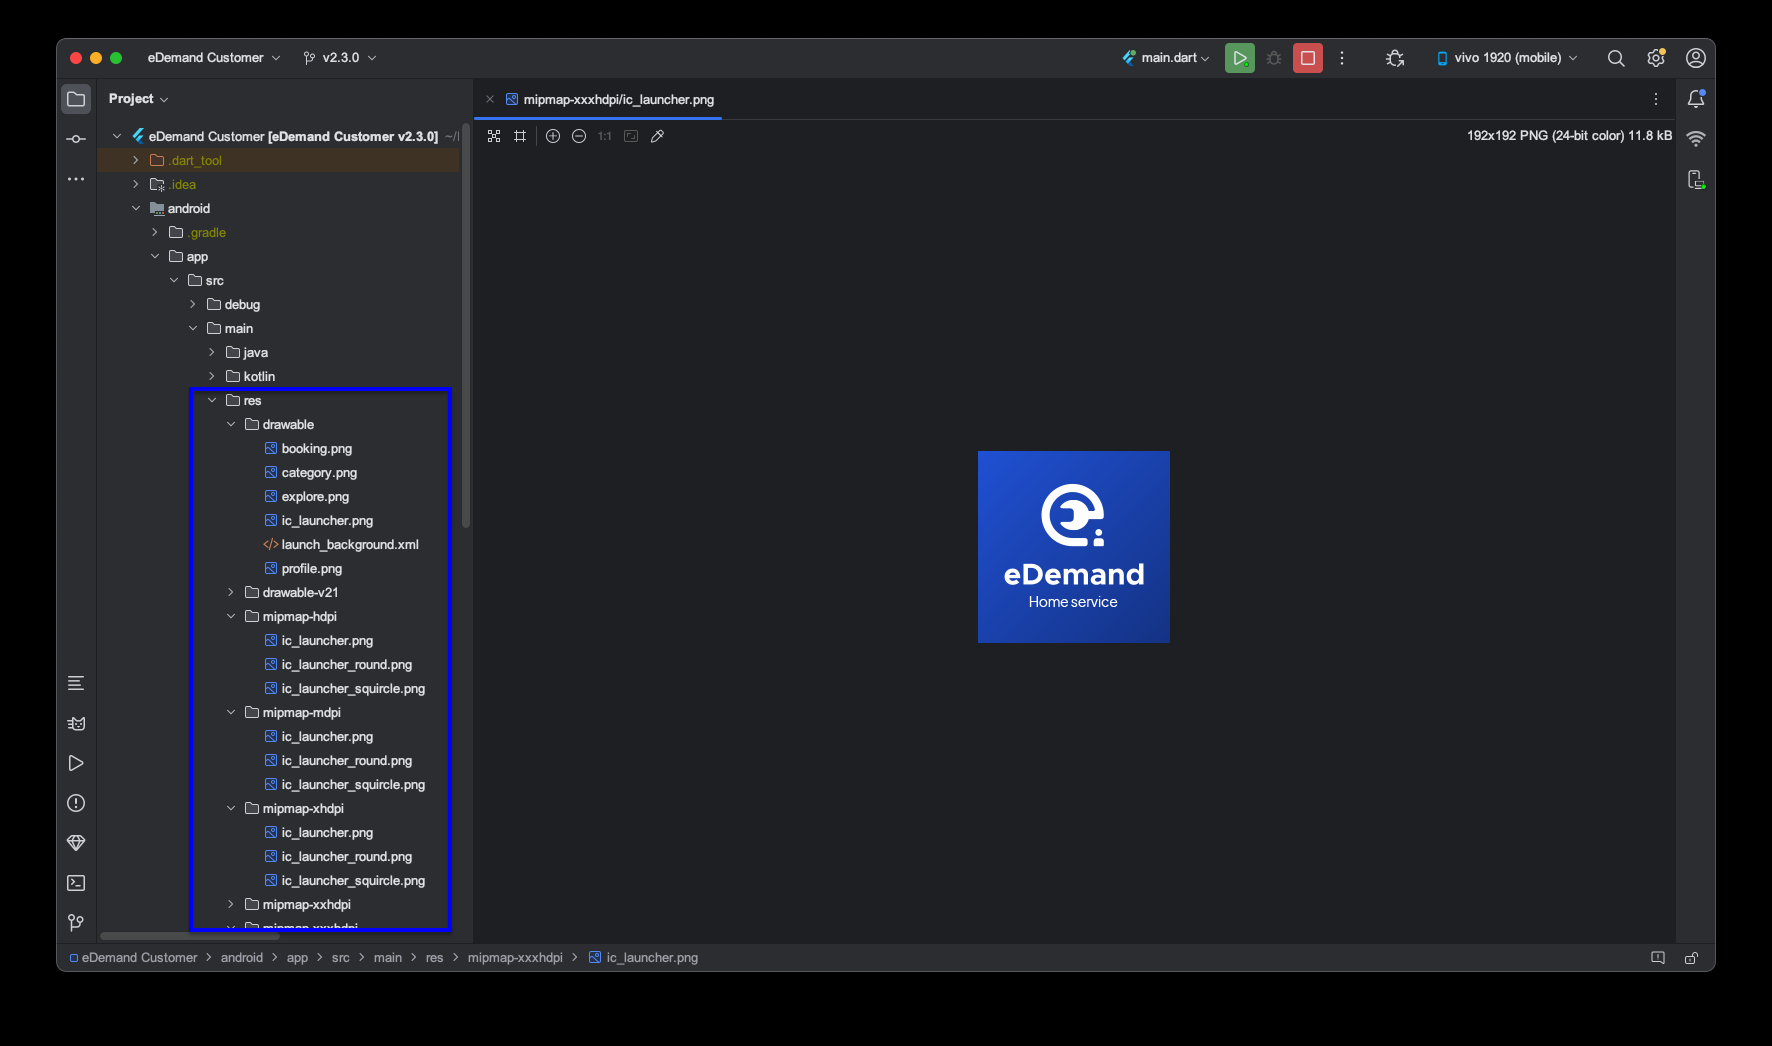 eDemand Customer
v2.3.0
main.dart
vivo 1920 (mobile)
Project
mipmap-xxxhdpi/ic_launcher.png
1:1
192x192 PNG (24-bit color) 11.8 kB
eDemand Customer [eDemand Customer v2.3.0] ~/
.dart_tool
.idea
android
.gradle
app
src
debug
main
java
kotlin
res
drawable
booking.png
category.png
explore.png
ic_launcher.png
launch_background.xml
profile.png
drawable-v21
mipmap-hdpi
ic_launcher.png
ic_launcher_round.png
ic_launcher_squircle.png
mipmap-mdpi
ic_launcher.png
ic_launcher_round.png
ic_launcher_squircle.png
mipmap-xhdpi
ic_launcher.png
ic_launcher_round.png
ic_launcher_squircle.png
mipmap-xxhdpi
mipmap-xxxhdpi
eDemand
Home service
eDemand Customer > android > app > src > main > res > mipmap-xxxhdpi > ic_launcher.png